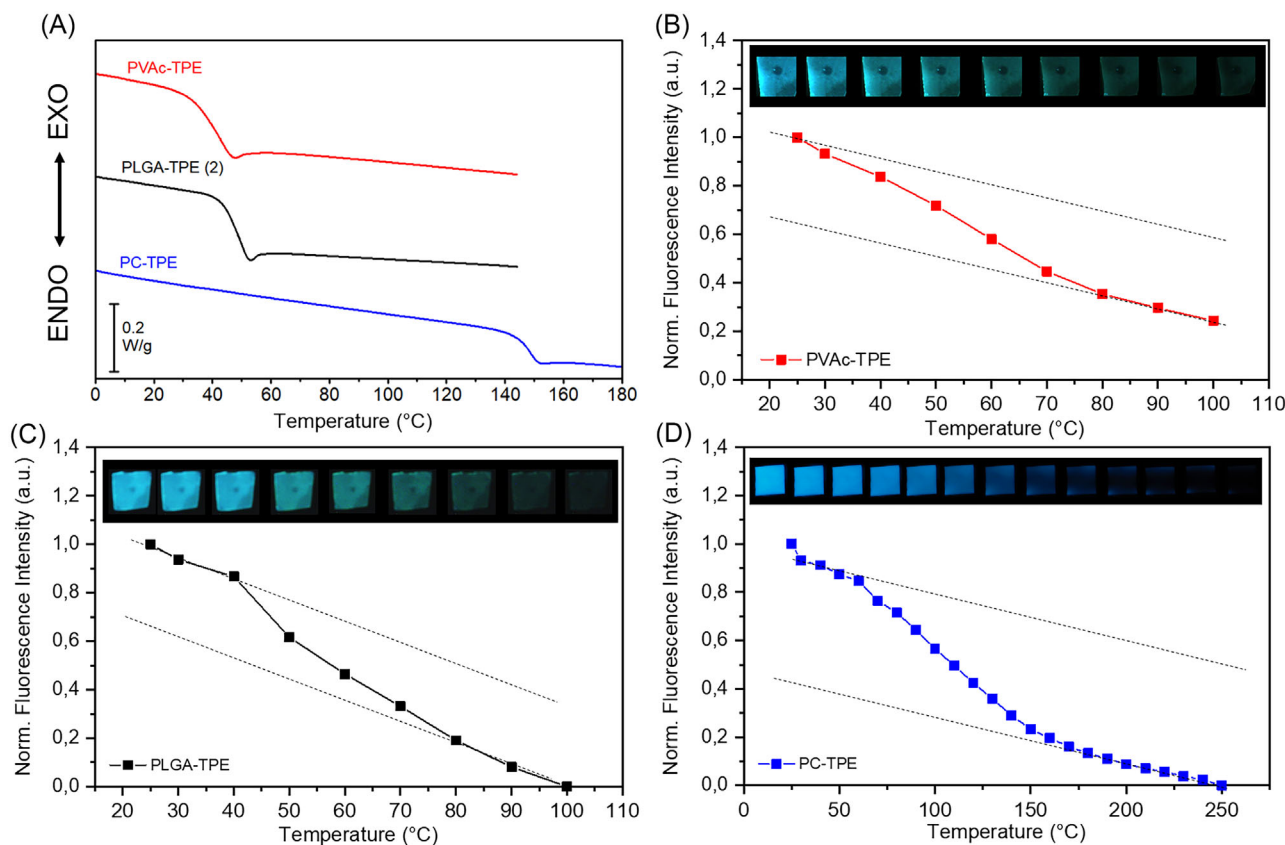 (A)
PVAc-TPE
PLGA-TPE (2)
PC-TPE
EXO
ENDO
0.2
W/g
0 20 40 60 80 100 120 140 160 180
Temperature (°C)
(B)
1,4
1,2
1,0
0,8
0,6
0,4
0,2
0,0
Norm. Fluorescence Intensity (a.u.)
PVAc-TPE
20 30 40 50 60 70 80 90 100 110
Temperature (°C)
(C)
1,4
1,2
1,0
0,8
0,6
0,4
0,2
0,0
Norm. Fluorescence Intensity (a.u.)
PLGA-TPE
20 30 40 50 60 70 80 90 100 110
Temperature (°C)
(D)
1,4
1,2
1,0
0,8
0,6
0,4
0,2
0,0
Norm. Fluorescence Intensity (a.u.)
PC-TPE
0 50 100 150 200 250
Temperature (°C)